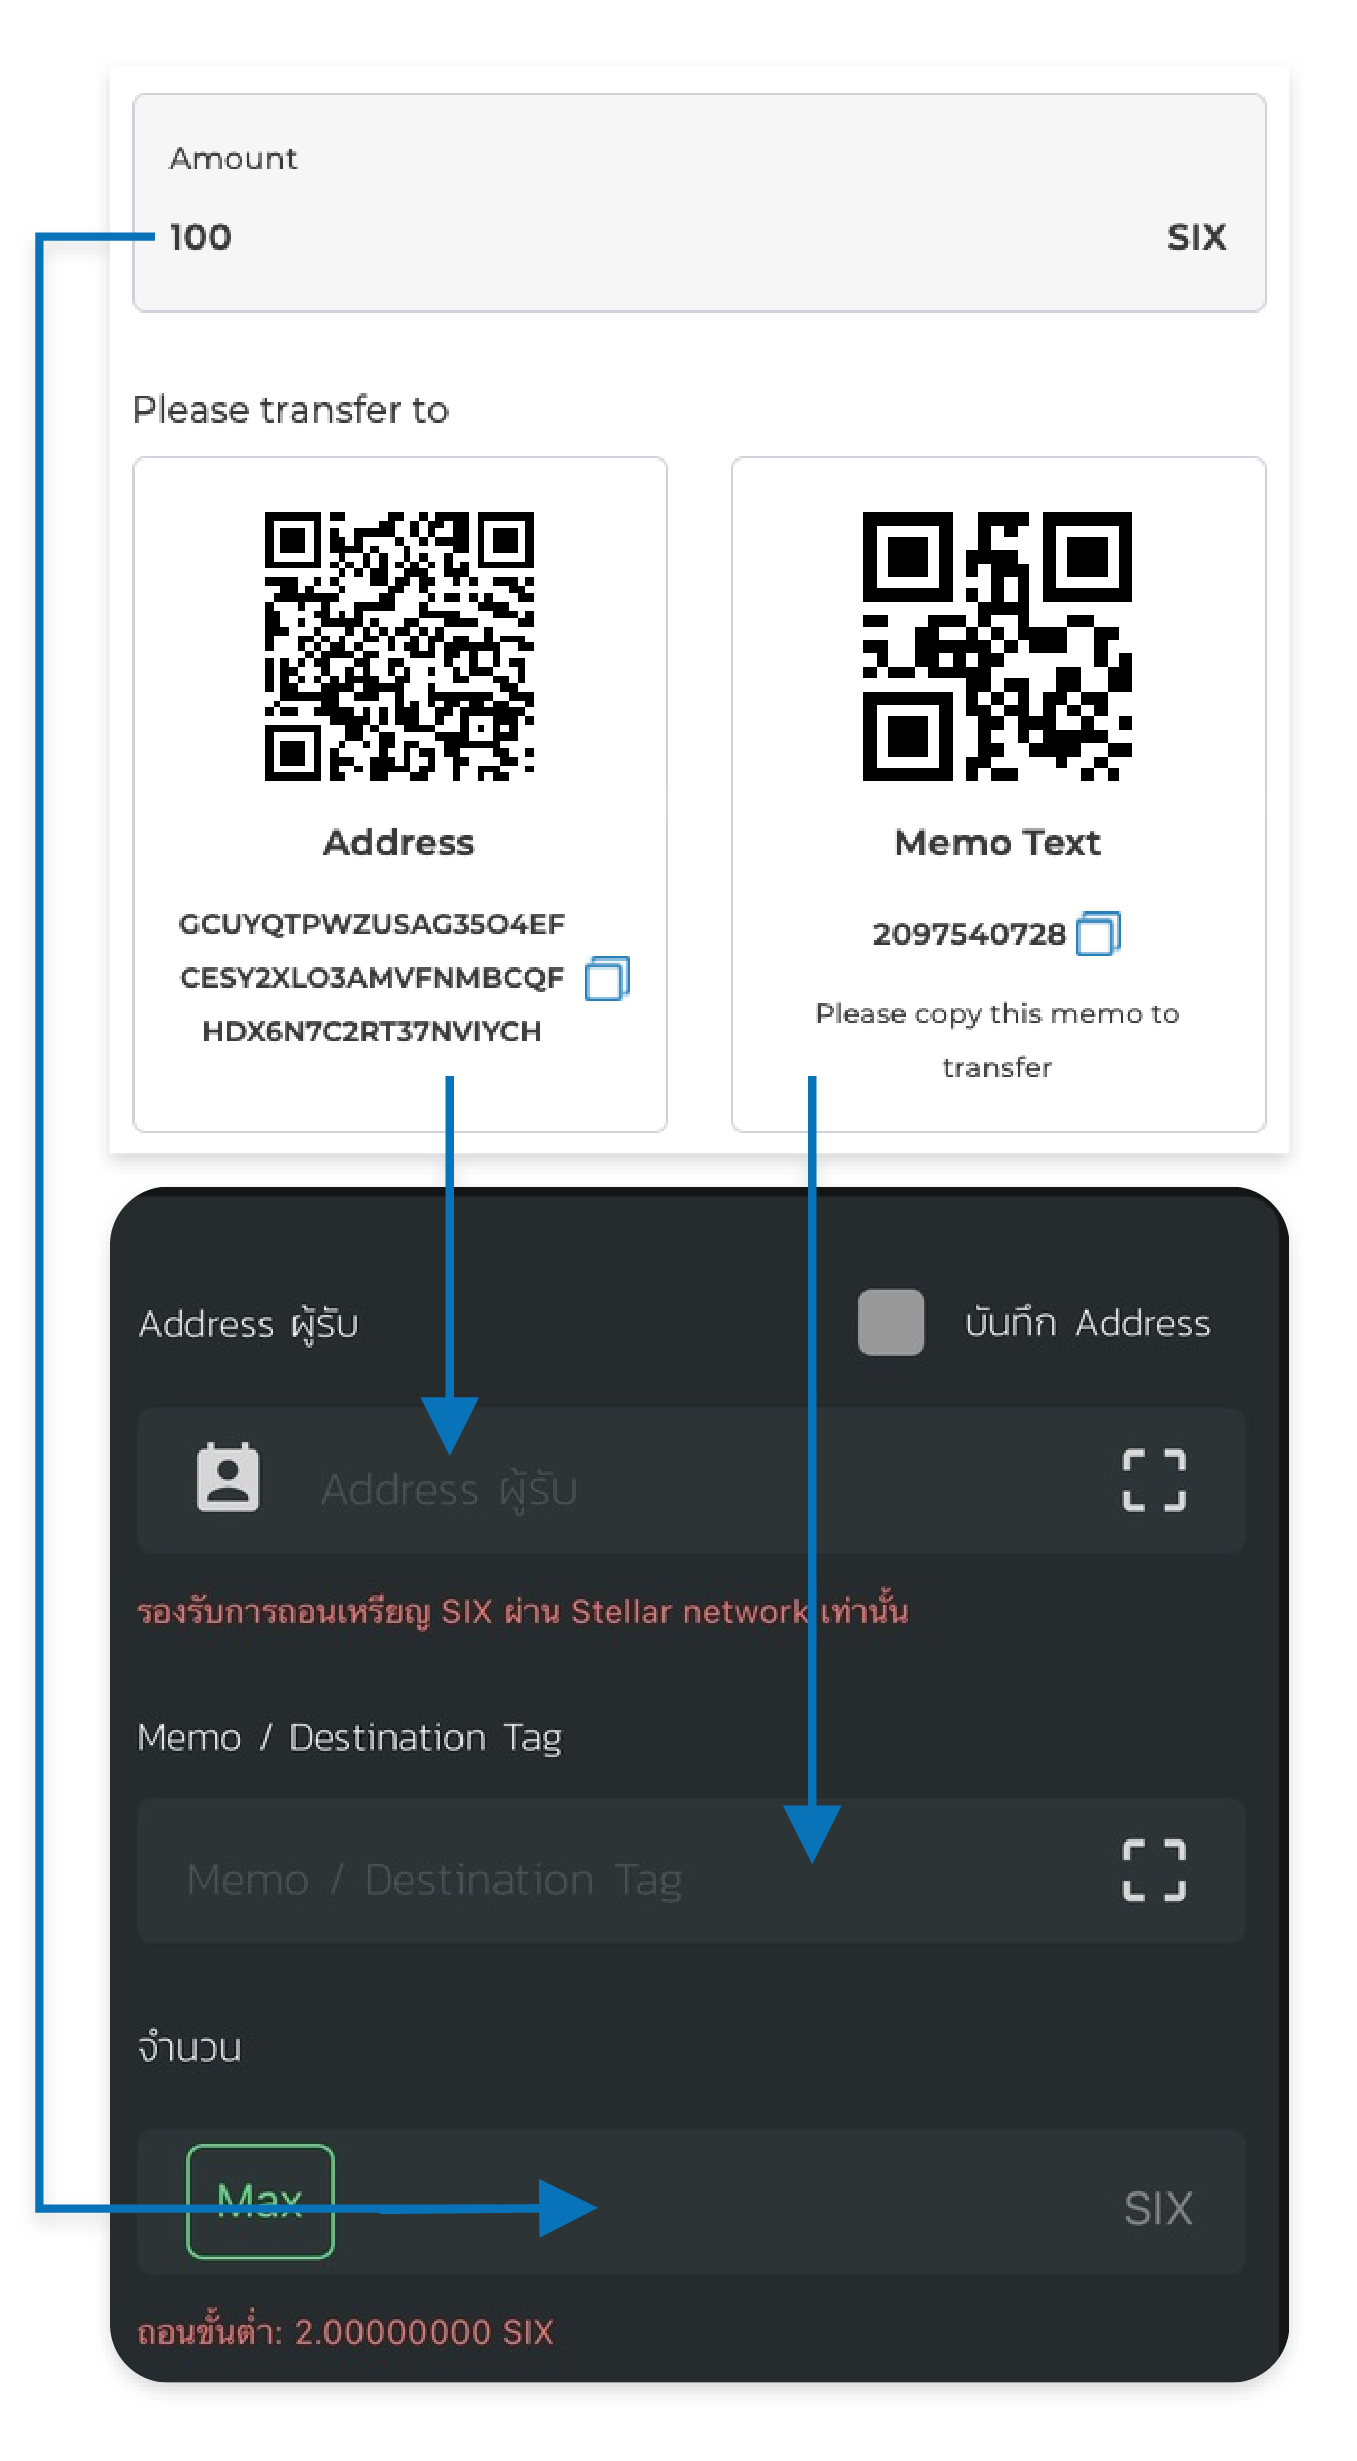 Amount
100 SIX
Please transfer to
Address
GCUYQTPWZUSAG35O4EF
CESY2XLO3AMVFNMBCQF
HDX6N7C2RT37NVIYCH
Memo Text
2097540728
Please copy this memo to
transfer
Address ผู้รับ
บันทึก Address
Address ผู้รับ
รองรับการถอนเหรียญ SIX ผ่าน Stellar network เท่านั้น
Memo / Destination Tag
Memo / Destination Tag
จำนวน
Max SIX
ถอนขั้นต่ำ: 2.00000000 SIX